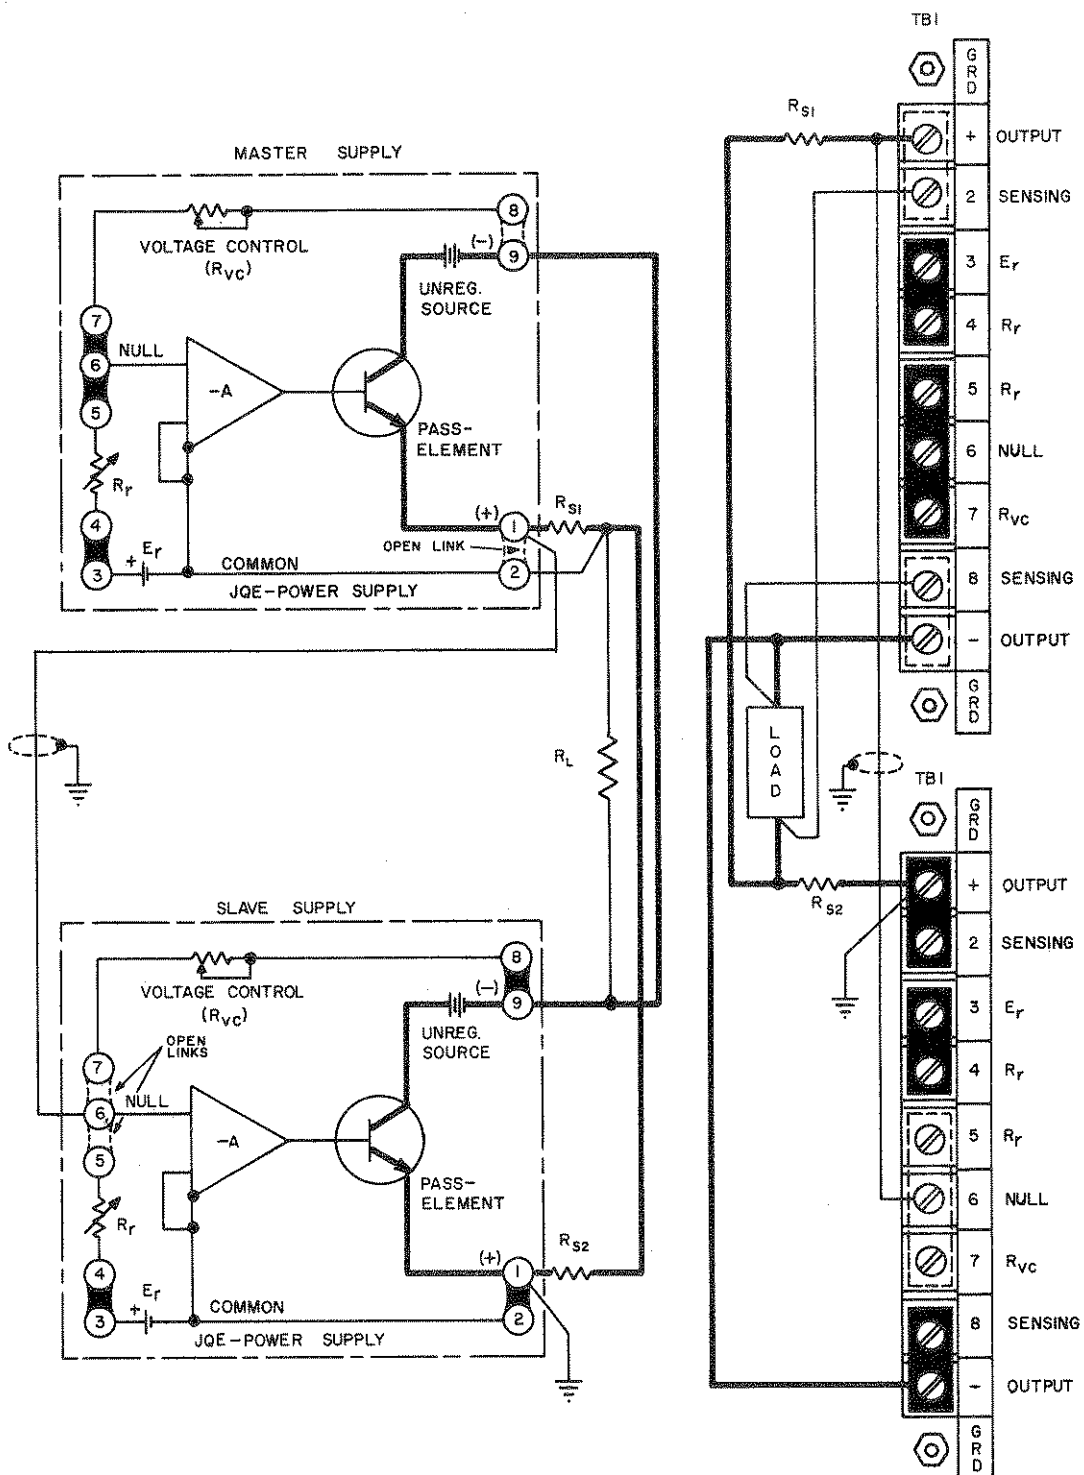 MASTER SUPPLY
8
(-)
9
VOLTAGE CONTROL
(RVC)
UNREG.
SOURCE
7
NULL
6
-A
5
PASS-
ELEMENT
Rr
4
(+)
1
RS1
OPEN LINK
+ Er
COMMON
3
2
JQE-POWER SUPPLY
RL
SLAVE SUPPLY
8
(-)
9
VOLTAGE CONTROL
(RVC)
UNREG.
SOURCE
OPEN
LINKS
7
NULL
6
-A
5
PASS-
ELEMENT
Rr
4
(+)
1
RS2
+ Er
COMMON
3
2
JQE-POWER SUPPLY
TB1
GRD
RS1
+ OUTPUT
2 SENSING
3 Er
4 Rr
5 Rr
6 NULL
7 RVC
8 SENSING
- OUTPUT
GRD
LOAD
TB1
GRD
RS2
+ OUTPUT
2 SENSING
3 Er
4 Rr
5 Rr
6 NULL
7 RVC
8 SENSING
- OUTPUT
GRD